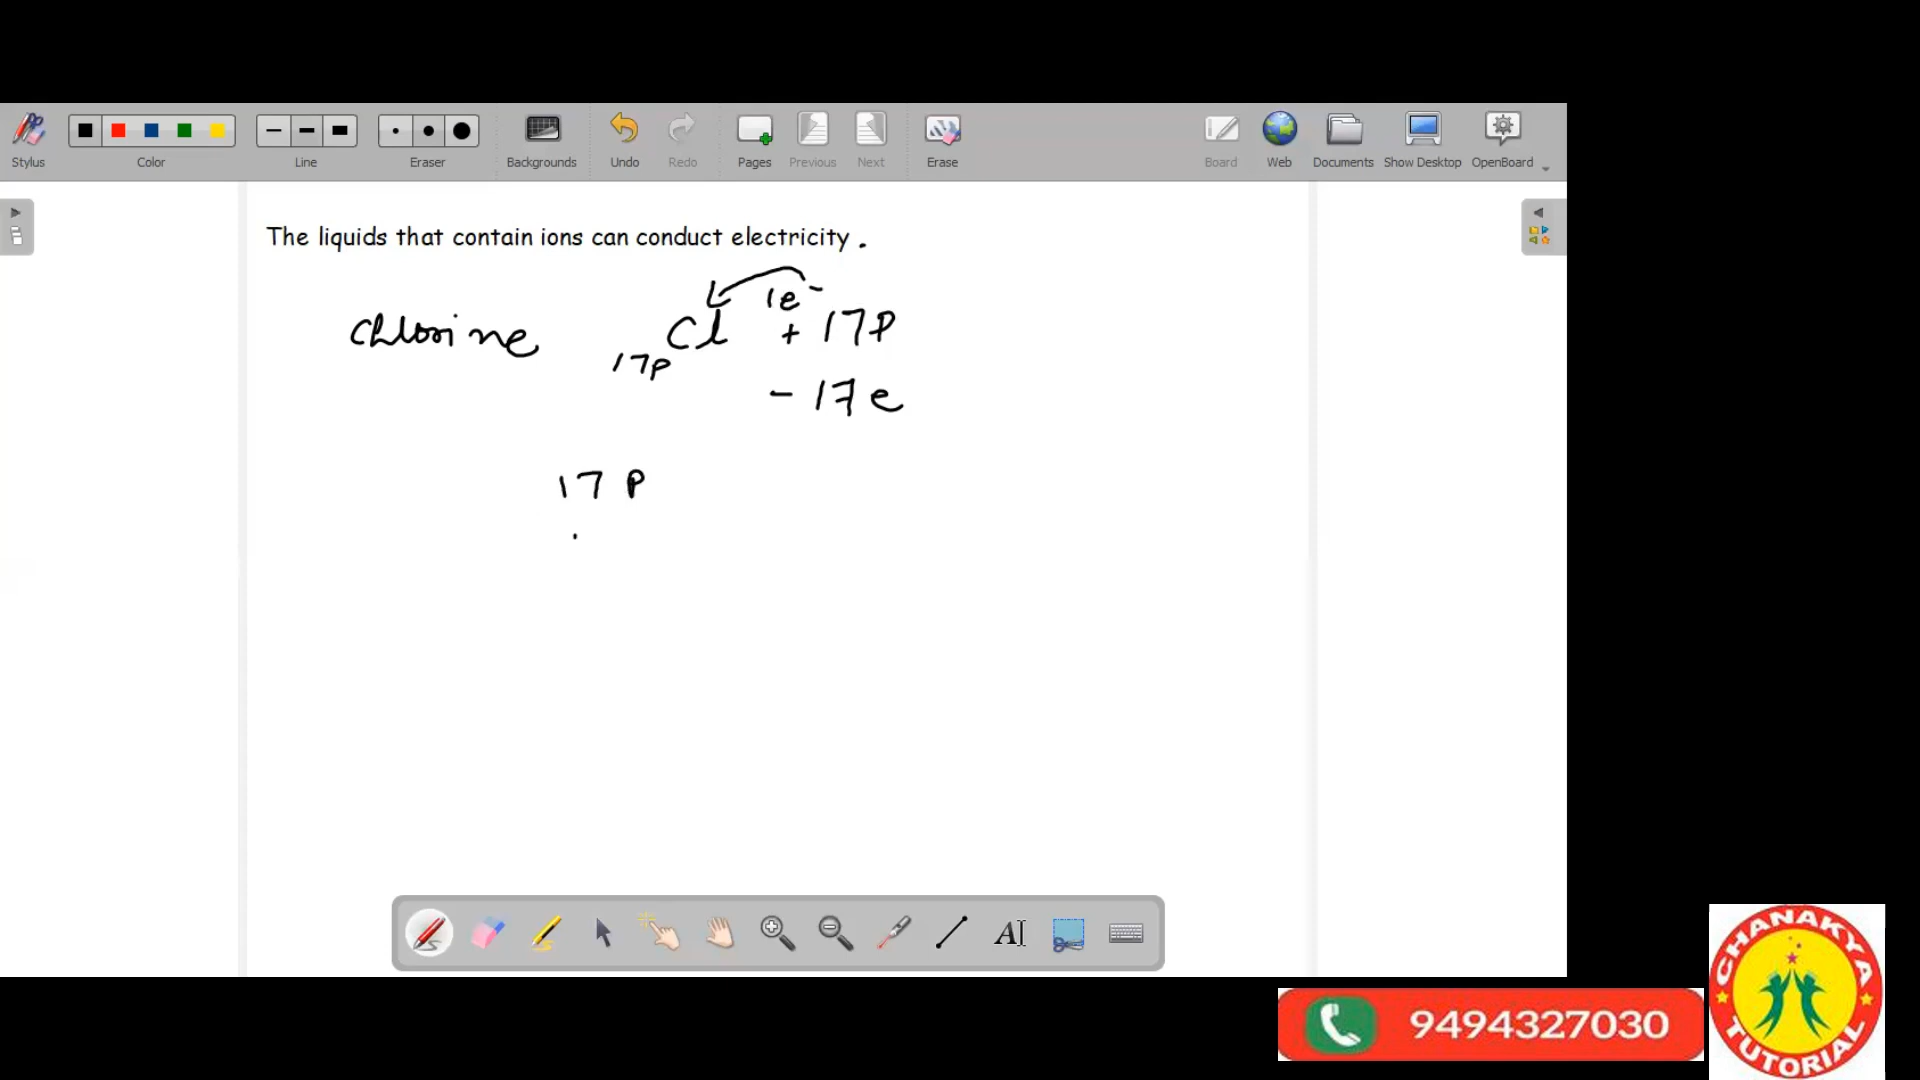 Stylus Color Line Eraser Backgrounds Undo Redo Pages Previous Next Erase Board Web Documents Show Desktop OpenBoard
The liquids that contain ions can conduct electricity .
1e⁻
Chlorine 17P Cl + 17P
- 17e
17 P
AI
9494327030
CHANAKYA
TUTORIAL